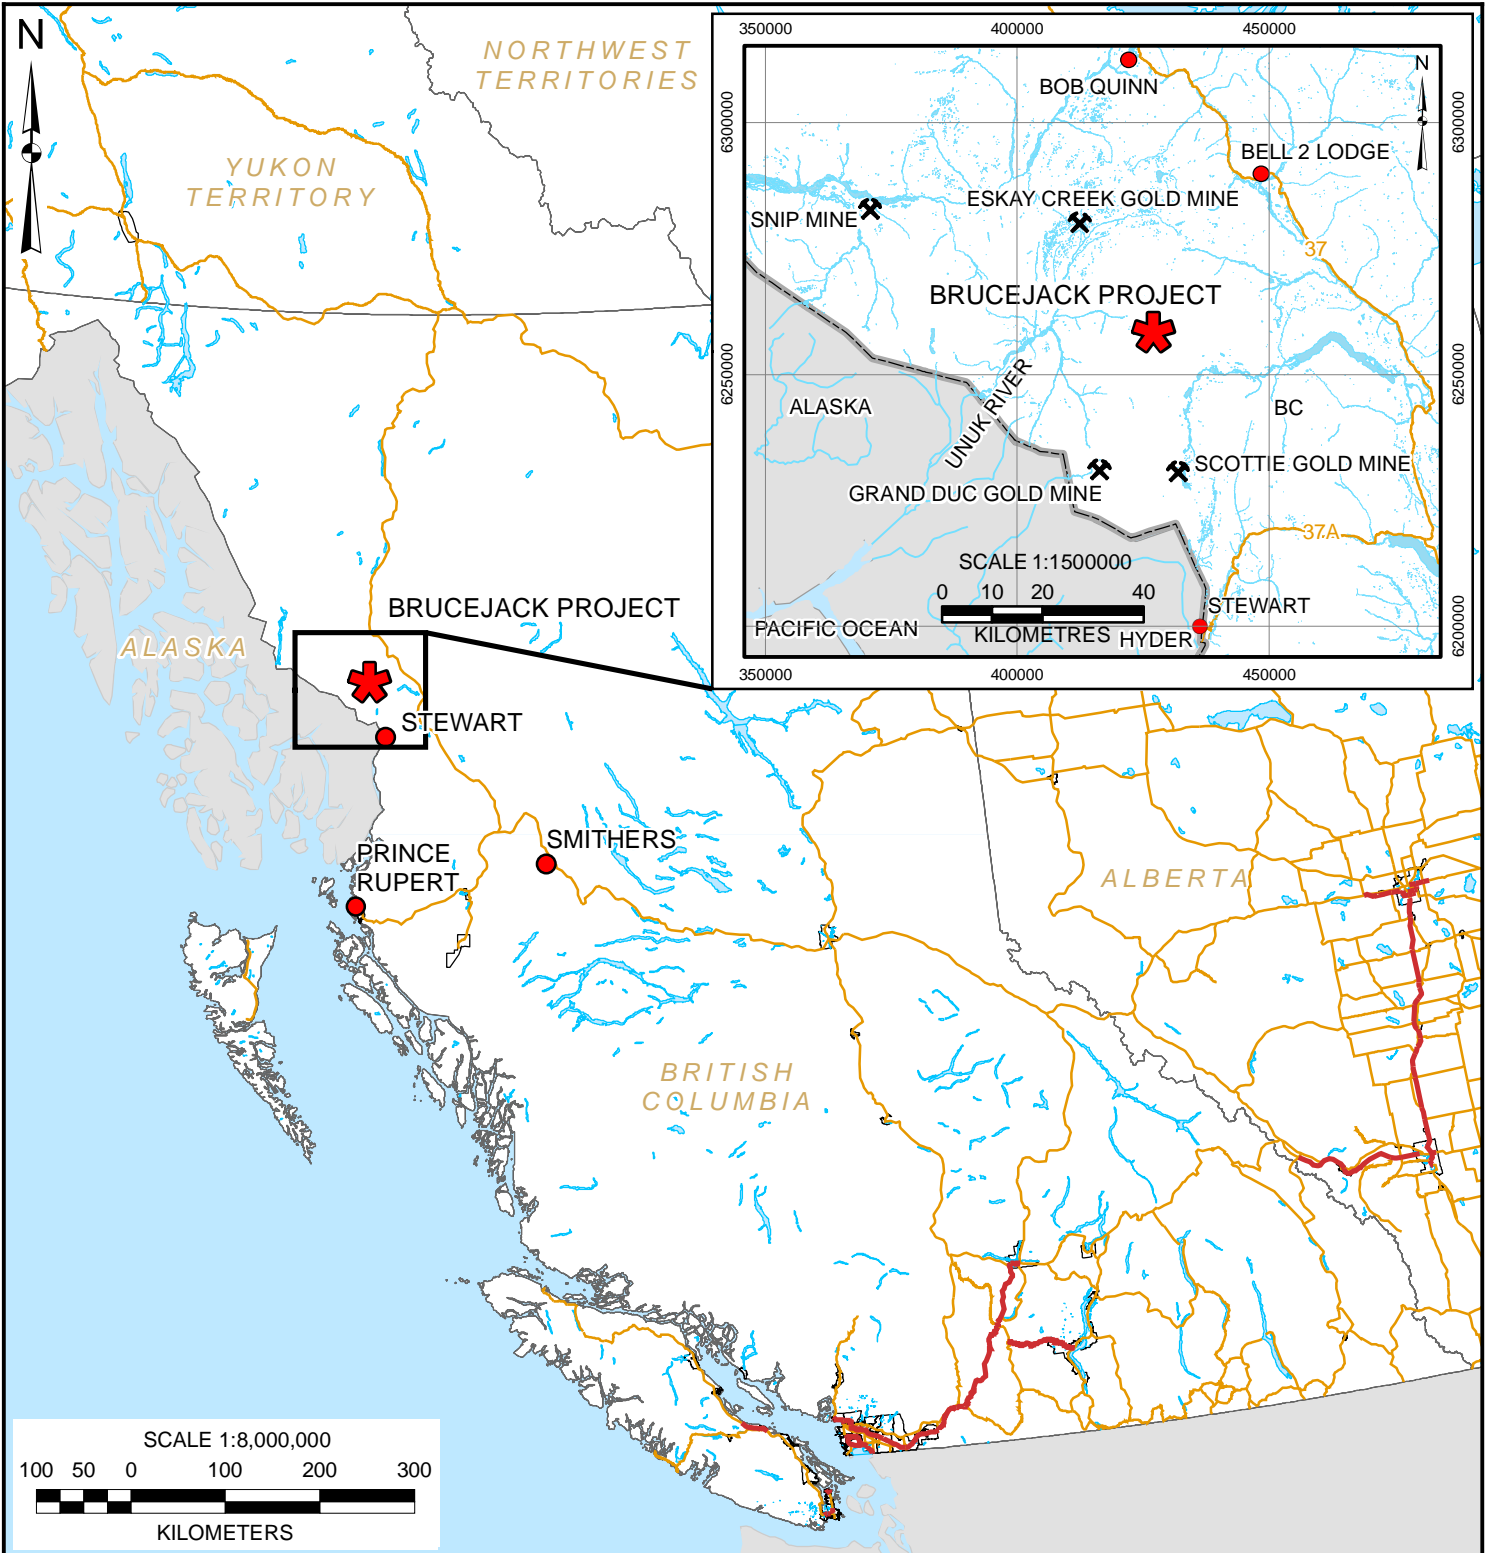 N
NORTHWEST
TERRITORIES
YUKON
TERRITORY
350000
400000
450000
N
BOB QUINN
6300000
6300000
BELL 2 LODGE
ESKAY CREEK GOLD MINE
SNIP MINE
37
BRUCEJACK PROJECT
6250000
6250000
UNUK RIVER
ALASKA
BC
SCOTTIE GOLD MINE
GRAND DUC GOLD MINE
37A
SCALE 1:1500000
0 10 20 40
KILOMETRES
STEWART
PACIFIC OCEAN
HYDER
6200000
6200000
350000
400000
450000
BRUCEJACK PROJECT
ALASKA
STEWART
SMITHERS
PRINCE
RUPERT
ALBERTA
BRITISH
COLUMBIA
SCALE 1:8,000,000
100 50 0 100 200 300
KILOMETERS